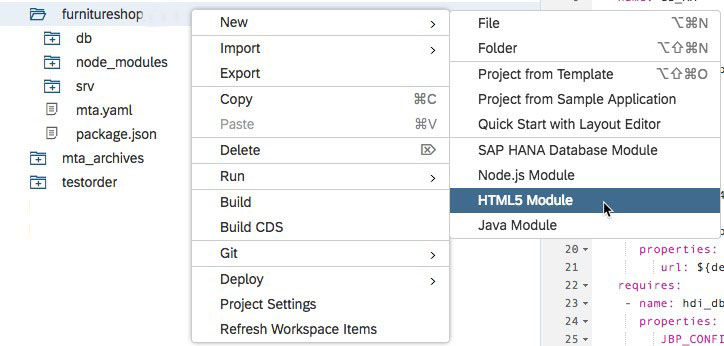 furnitureshop
db
node_modules
srv
mta.yaml
package.json
mta_archives
testorder
New
Import
Export
Copy ⌘C
Paste ⌘V
Delete ⌦
Run
Build
Build CDS
Git
Deploy
Project Settings
Refresh Workspace Items
File ⌥⌘N
Folder ⌥⇧⌘N
Project from Template ⌥⇧⌘O
Project from Sample Application
Quick Start with Layout Editor
SAP HANA Database Module
Node.js Module
HTML5 Module
Java Module
20 properties:
21 url: ${de
22 requires:
23 - name: hdi_db
24 properties:
25 JBP_CONFI